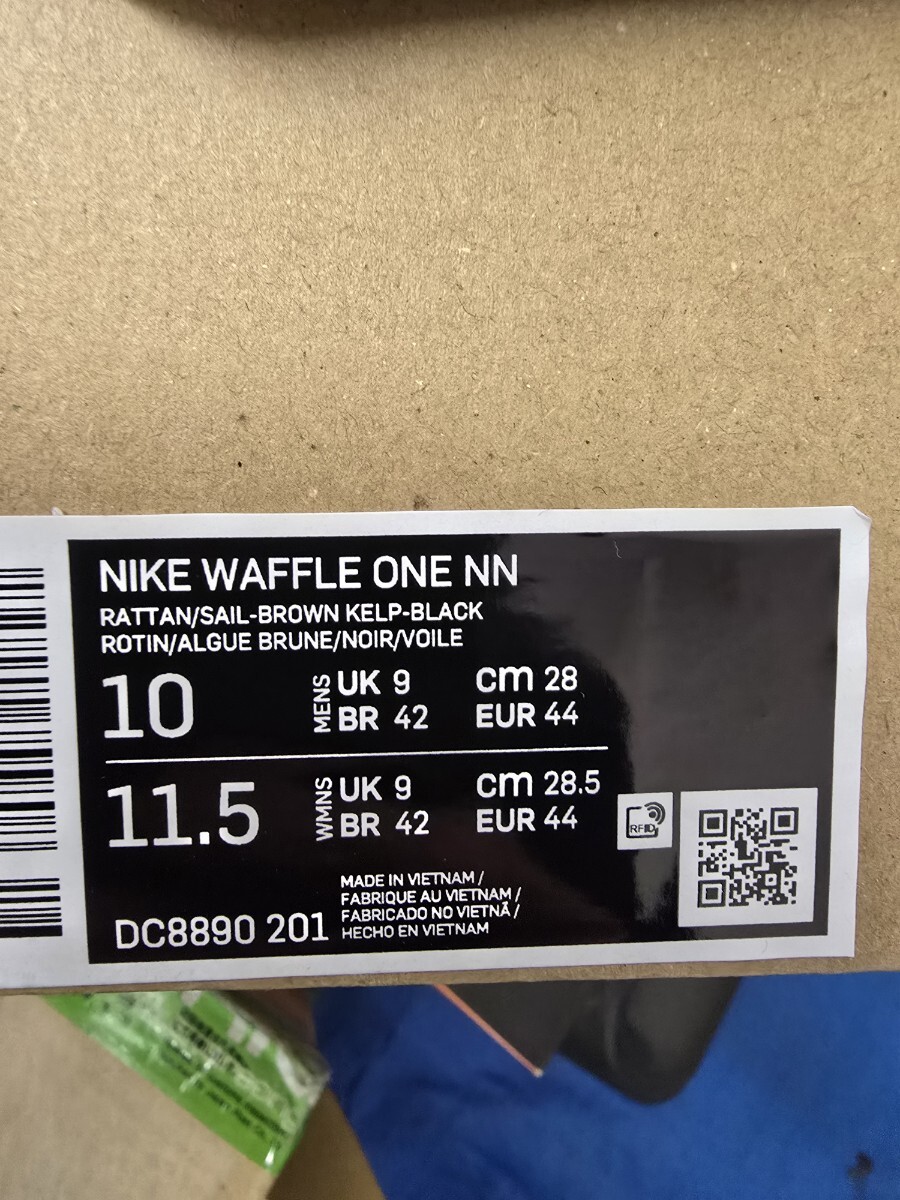 NIKE WAFFLE ONE NN
RATTAN/SAIL-BROWN KELP-BLACK
ROTIN/ALGUE BRUNE/NOIR/VOILE
10 MENS UK 9 cm 28
BR 42 EUR 44
11.5 WMNS UK 9 cm 28.5
BR 42 EUR 44
RFID
MADE IN VIETNAM /
FABRIQUE AU VIETNAM /
FABRICADO NO VIETNÃ /
HECHO EN VIETNAM
DC8890 201